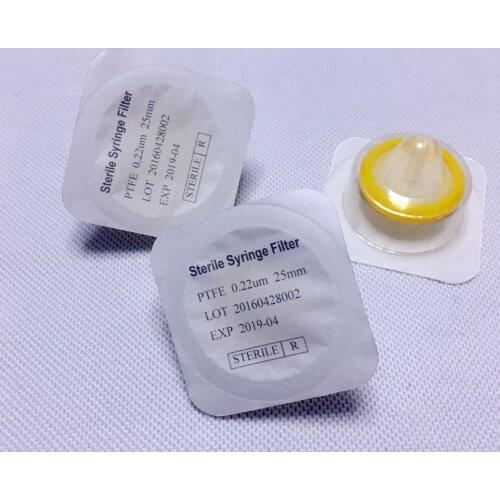 Sterile Syringe Filter
PTFE 0.22um 25mm
LOT 20160428002
EXP 2019-04
STERILE R
Sterile Syringe Filter
PTFE 0.22um 25mm
LOT 20160428002
EXP 2019-04
STERILE R